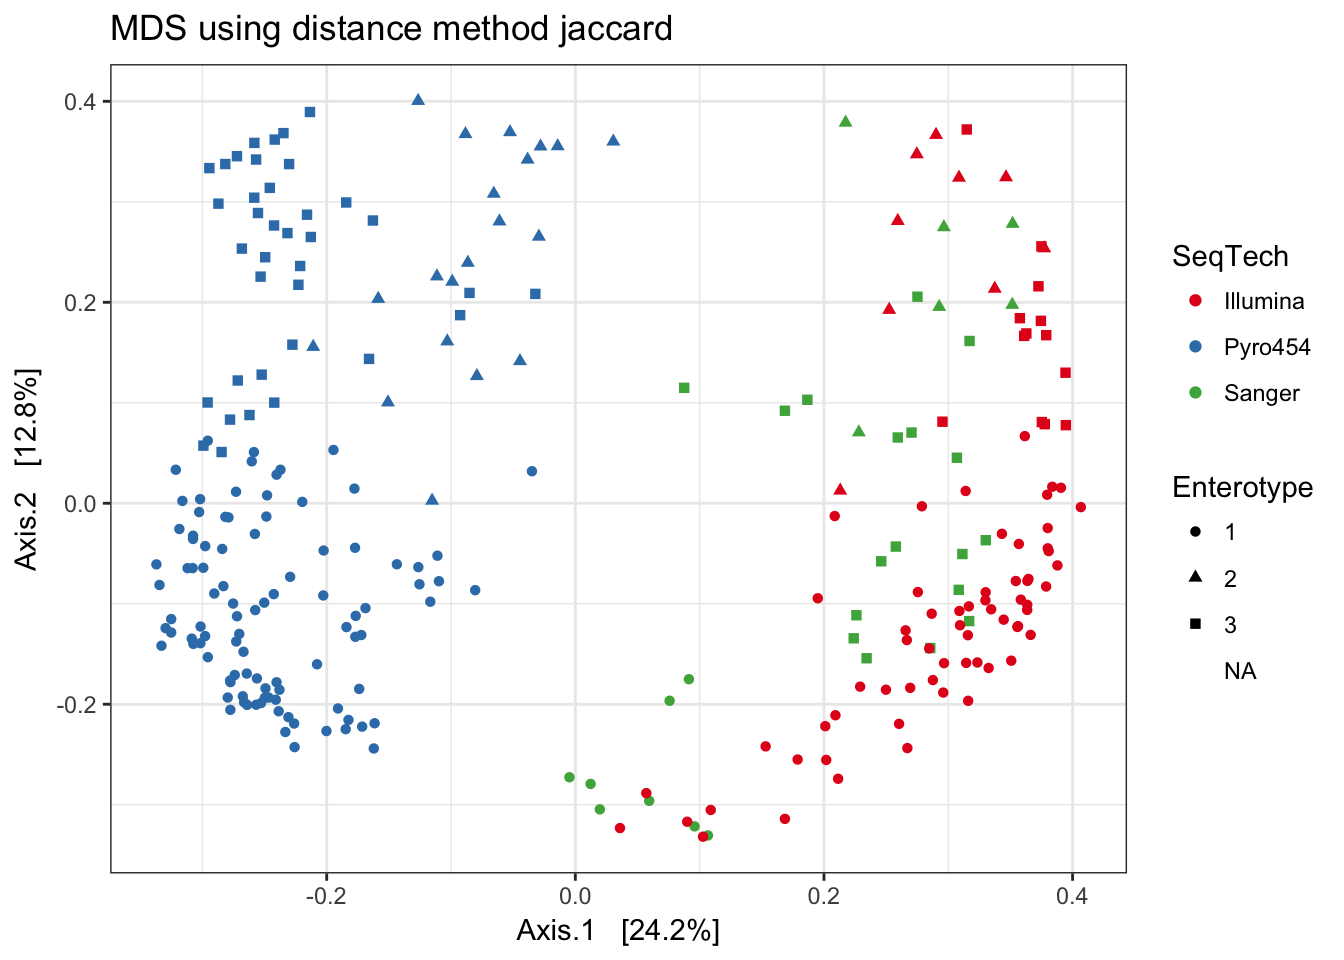 MDS using distance method jaccard
0.4
0.2
0.0
-0.2
Axis.2 [12.8%]
-0.2
0.0
0.2
0.4
Axis.1 [24.2%]
SeqTech
Illumina
Pyro454
Sanger
Enterotype
1
2
3
NA